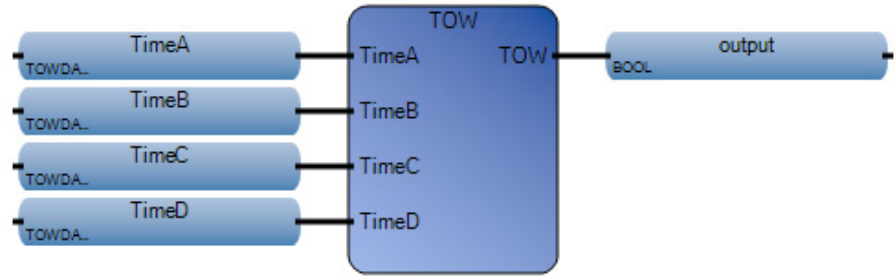 TOW
TimeA
TOWDA...
TimeA
TOW
output
BOOL
TimeB
TOWDA...
TimeB
TimeC
TOWDA...
TimeC
TimeD
TOWDA...
TimeD